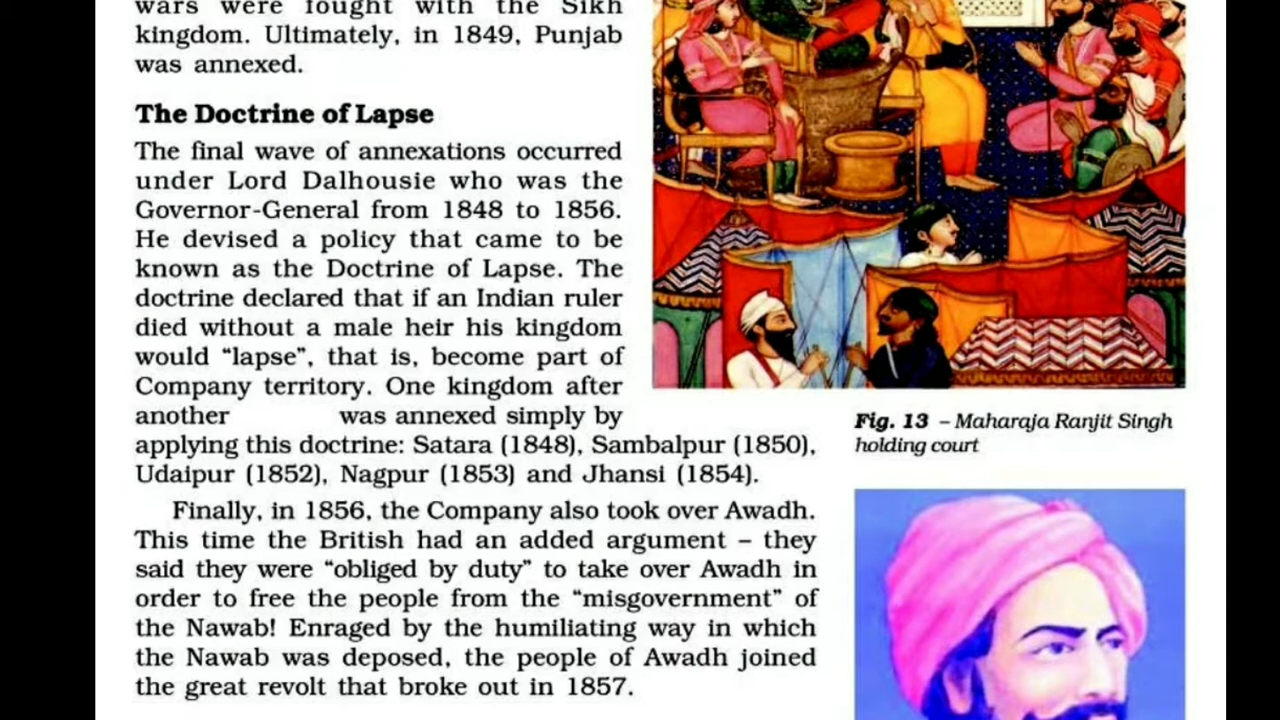 wars were fought with the Sikh
kingdom. Ultimately, in 1849, Punjab
was annexed.
The Doctrine of Lapse
The final wave of annexations occurred
under Lord Dalhousie who was the
Governor-General from 1848 to 1856.
He devised a policy that came to be
known as the Doctrine of Lapse. The
doctrine declared that if an Indian ruler
died without a male heir his kingdom
would “lapse”, that is, become part of
Company territory. One kingdom after
another was annexed simply by
applying this doctrine: Satara (1848), Sambalpur (1850),
Udaipur (1852), Nagpur (1853) and Jhansi (1854).
Finally, in 1856, the Company also took over Awadh.
This time the British had an added argument – they
said they were “obliged by duty” to take over Awadh in
order to free the people from the “misgovernment” of
the Nawab! Enraged by the humiliating way in which
the Nawab was deposed, the people of Awadh joined
the great revolt that broke out in 1857.
Fig. 13 – Maharaja Ranjit Singh
holding court